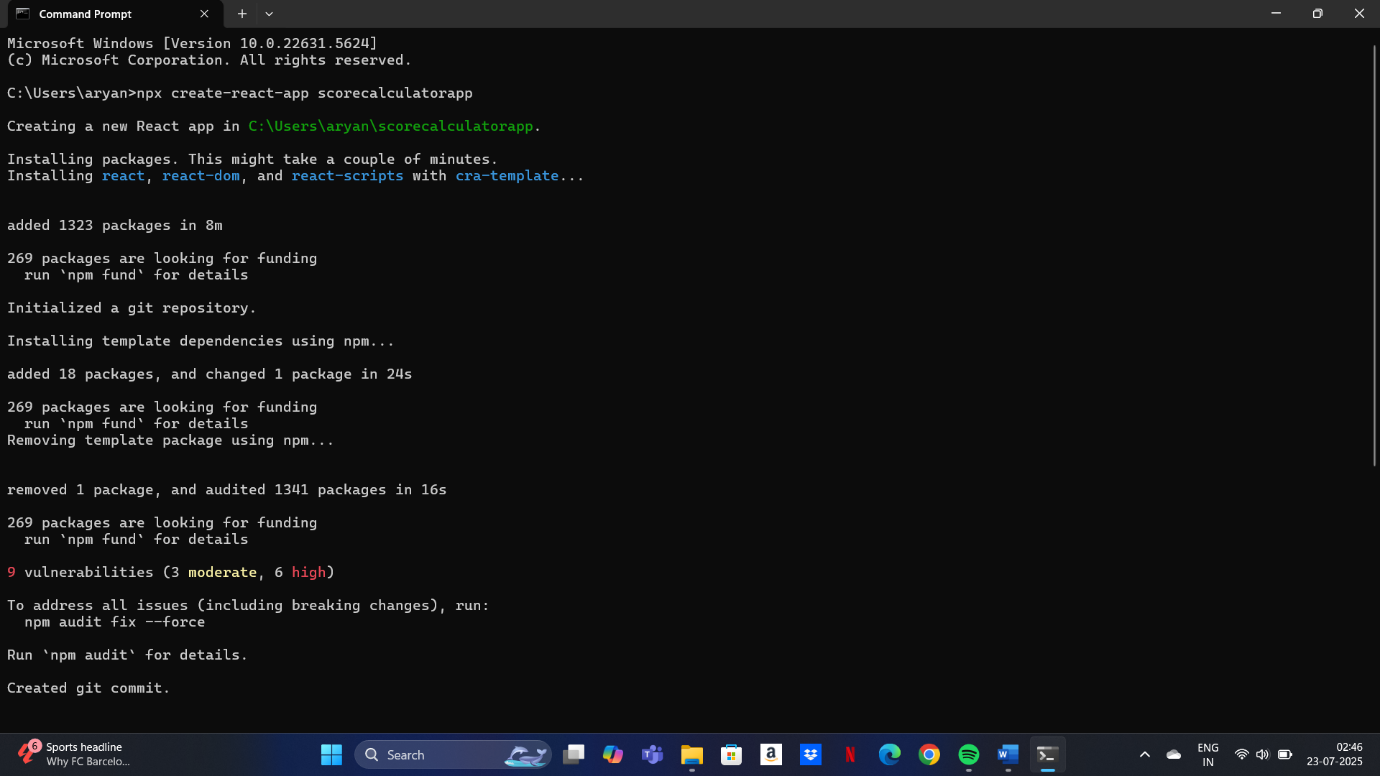 Command Prompt
Microsoft Windows [Version 10.0.22631.5624]
(c) Microsoft Corporation. All rights reserved.
C:\Users\aryan>npx create-react-app scorecalculatorapp
Creating a new React app in C:\Users\aryan\scorecalculatorapp.
Installing packages. This might take a couple of minutes.
Installing react, react-dom, and react-scripts with cra-template...
added 1323 packages in 8m
269 packages are looking for funding
run `npm fund` for details
Initialized a git repository.
Installing template dependencies using npm...
added 18 packages, and changed 1 package in 24s
269 packages are looking for funding
run `npm fund` for details
Removing template package using npm...
removed 1 package, and audited 1341 packages in 16s
269 packages are looking for funding
run `npm fund` for details
9 vulnerabilities (3 moderate, 6 high)
To address all issues (including breaking changes), run:
npm audit fix --force
Run `npm audit` for details.
Created git commit.
6 Sports headline
Why FC Barcelo...
Search
ENG
IN
02:46
23-07-2025